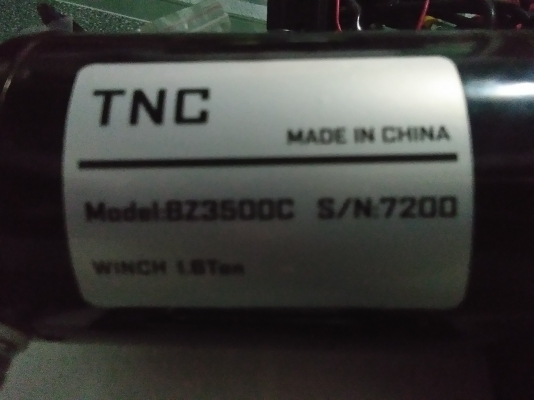 TNC
MADE IN CHINA
Model:BZ3500C S/N:7200
WINCH 1.6Ton